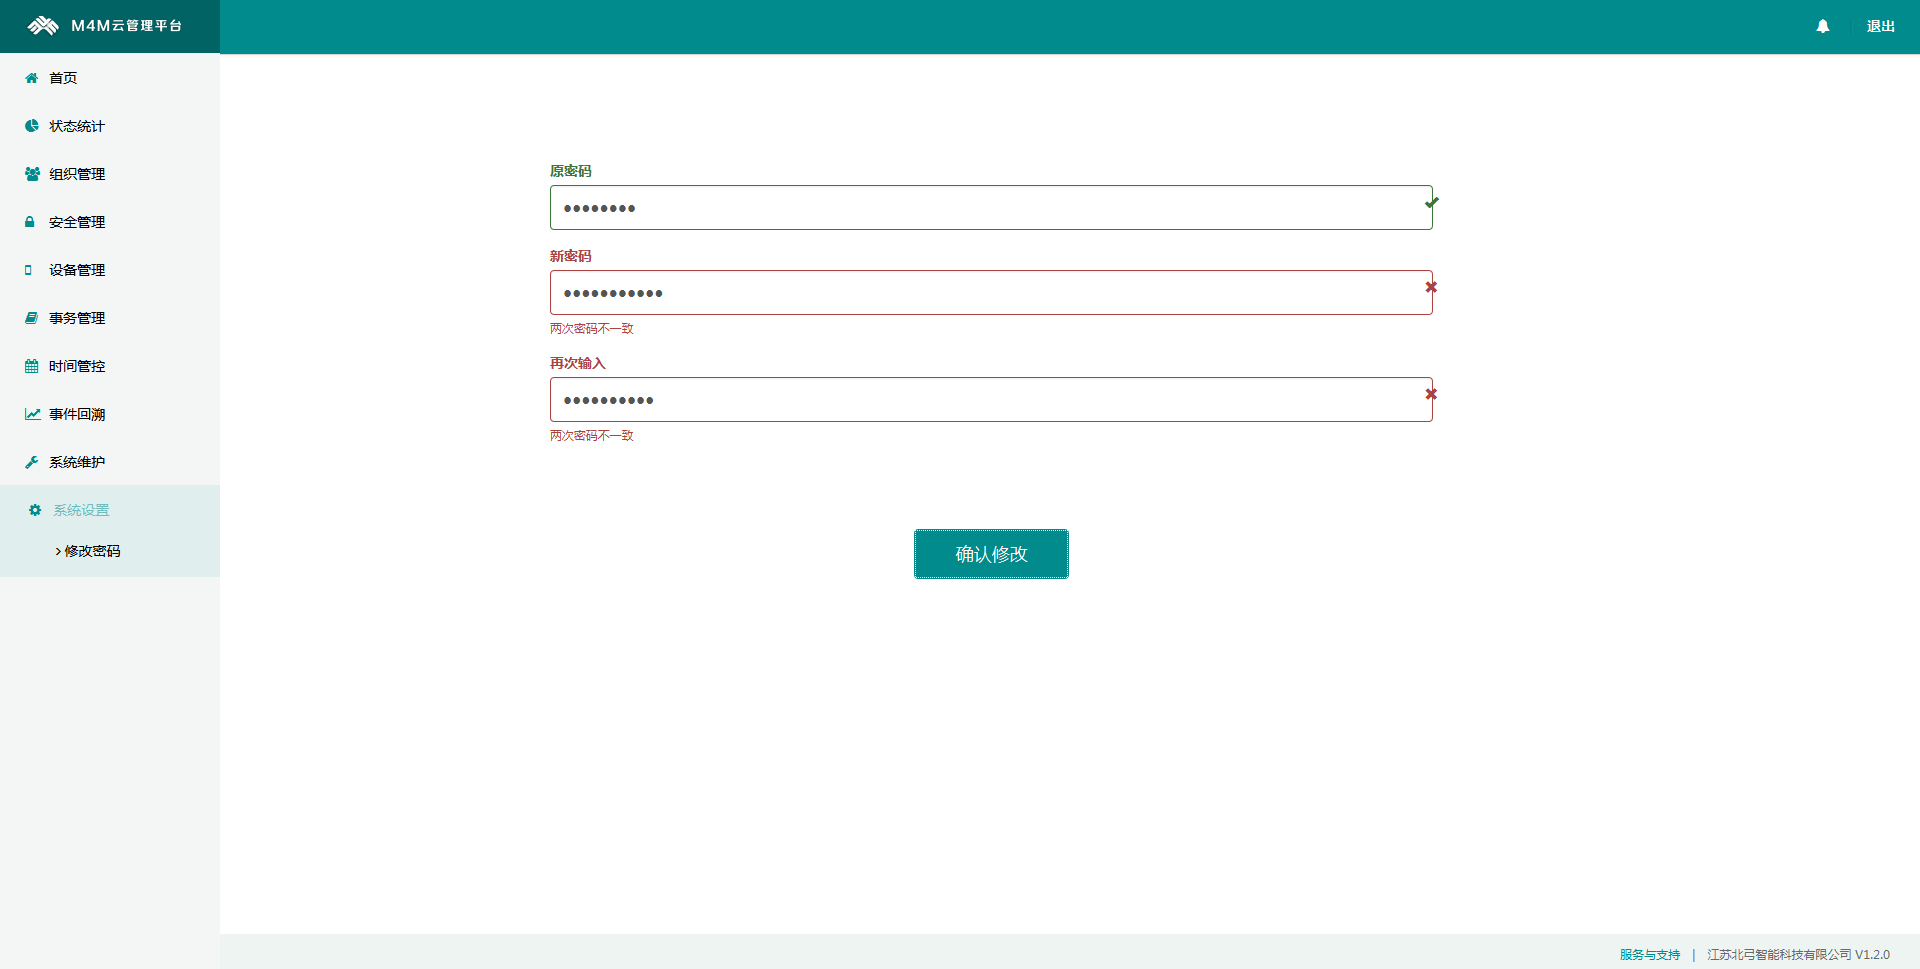 M4M云管理平台
退出
首页
状态统计
组织管理
安全管理
设备管理
事务管理
时间管控
事件回溯
系统维护
系统设置
修改密码
原密码
••••••••
新密码
•••••••••••
两次密码不一致
再次输入
••••••••••
两次密码不一致
确认修改
服务与支持 | 江苏北弓智能科技有限公司 V1.2.0